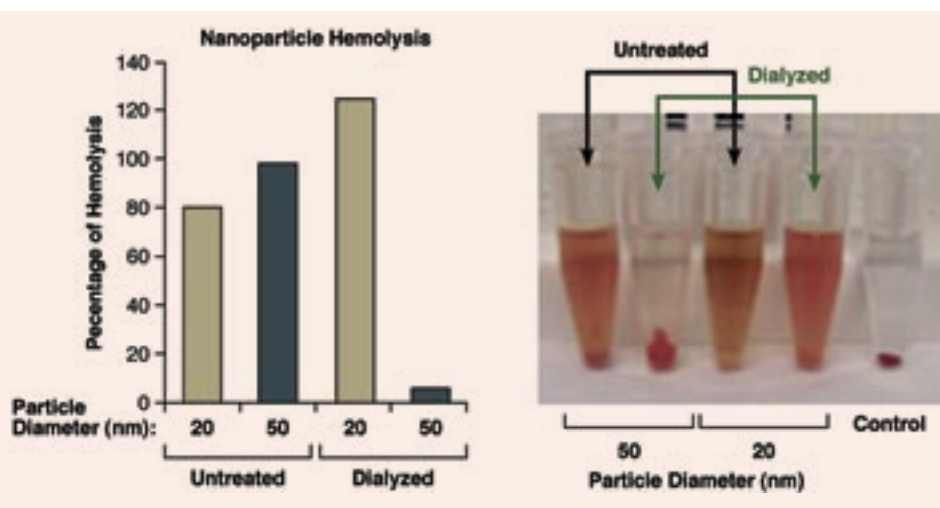 Nanoparticle Hemolysis
Pecentage of Hemolysis
140
120
100
80
60
40
20
0
Particle
Diameter (nm): 20 50 20 50
Untreated Dialyzed
Untreated
Dialyzed
50 20 Control
Particle Diameter (nm)